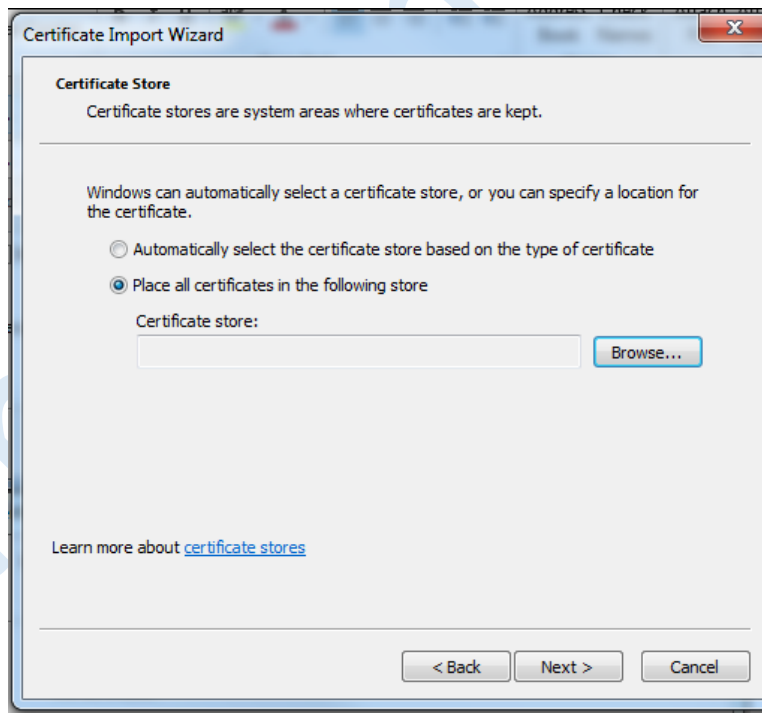 Certificate Import Wizard
Certificate Store
Certificate stores are system areas where certificates are kept.
Windows can automatically select a certificate store, or you can specify a location for
the certificate.
Automatically select the certificate store based on the type of certificate
Place all certificates in the following store
Certificate store:
Browse...
Learn more about certificate stores
< Back
Next >
Cancel